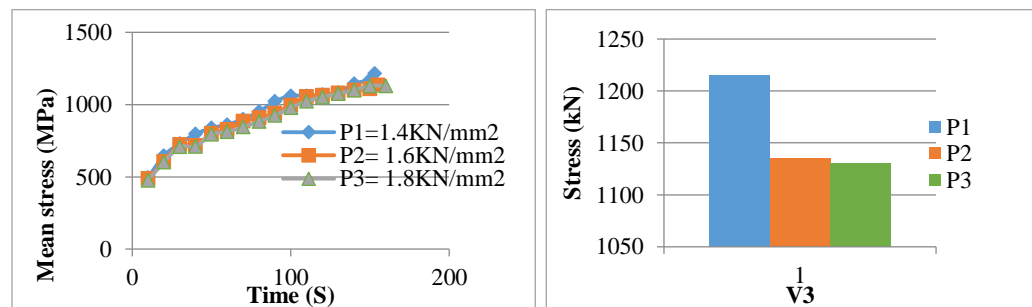 Mean stress (MPa)
1500
1000
500
0
0
100
200
Time (S)
P1=1.4KN/mm2
P2= 1.6KN/mm2
P3= 1.8KN/mm2
Stress (kN)
1250
1200
1150
1100
1050
1
V3
P1
P2
P3